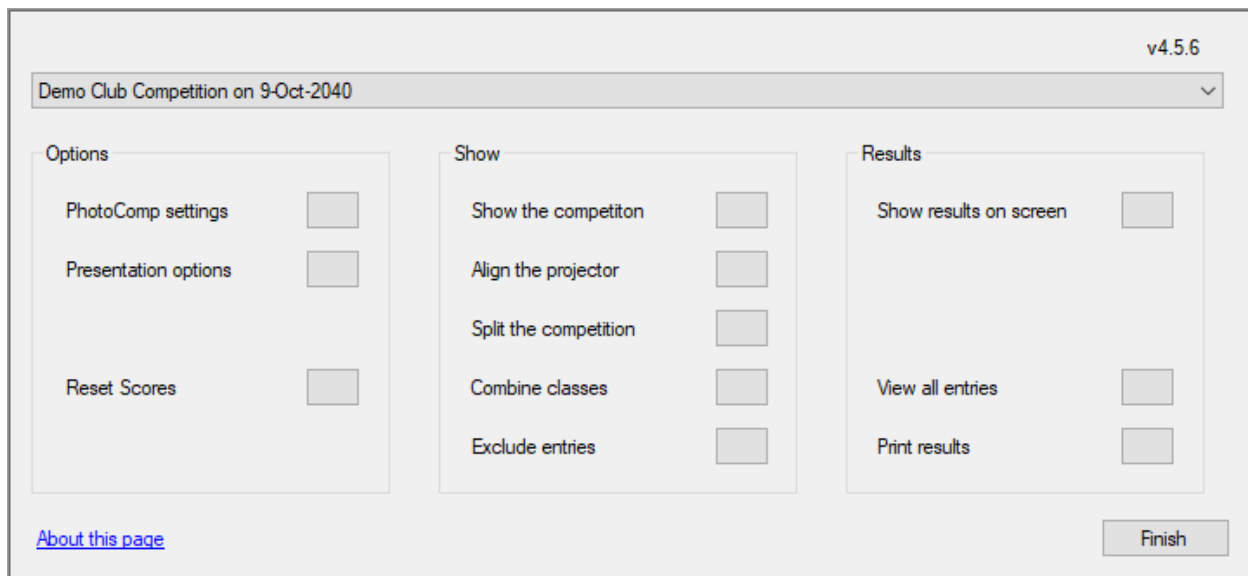 v4.5.6
Demo Club Competition on 9-Oct-2040
Options
PhotoComp settings
Presentation options
Reset Scores
Show
Show the competiton
Align the projector
Split the competition
Combine classes
Exclude entries
Results
Show results on screen
View all entries
Print results
About this page
Finish